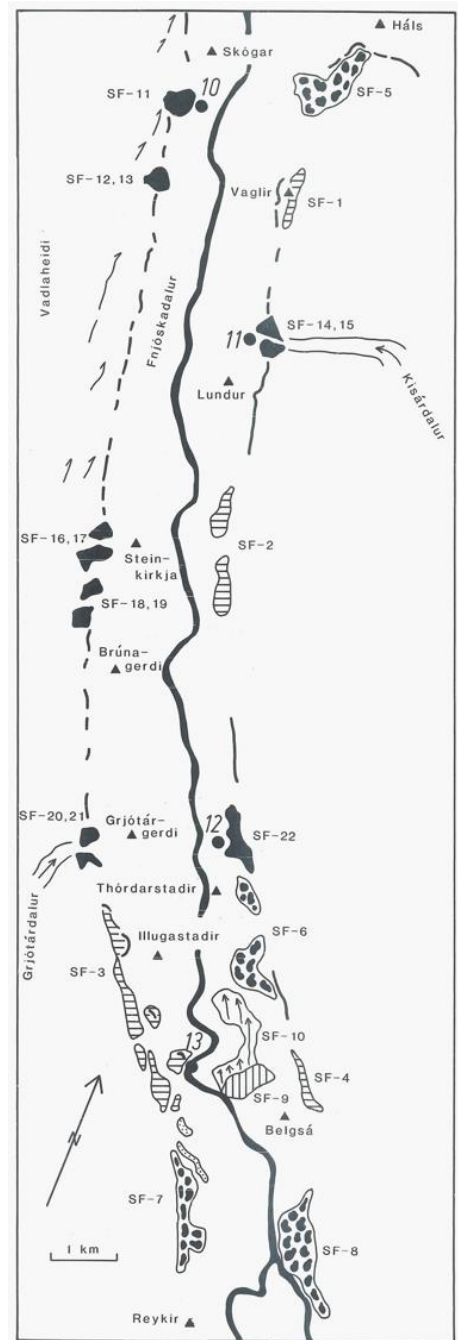 Háls
Skógar
SF-11
10
SF-5
SF-12,13
Vaglir
SF-1
Vadlaheidi
Fnjóskadalur
SF-14,15
11
Lundur
Kisárdalur
SF-16,17
Stein-
kirkja
SF-2
SF-18,19
Brúna-
gerdi
SF-20,21
Grjótár-
gerdi
12
SF-22
Grjótárdalur
Thórdarstadir
Illugastadir
SF-6
SF-3
SF-10
13
SF-4
SF-9
Belgsá
N
SF-7
SF-8
1 km
Reykir